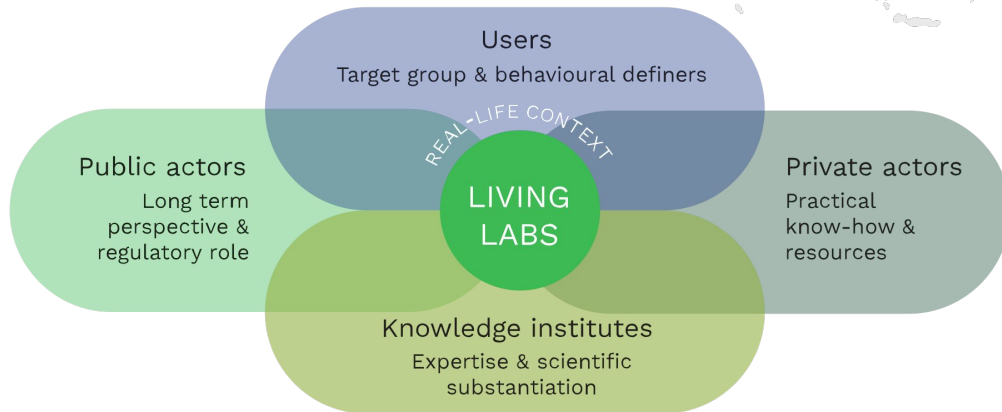 Users
Target group & behavioural definers
REAL-LIFE CONTEXT
Public actors
Long term
perspective &
regulatory role
LIVING
LABS
Private actors
Practical
know-how &
resources
Knowledge institutes
Expertise & scientific
substantiation